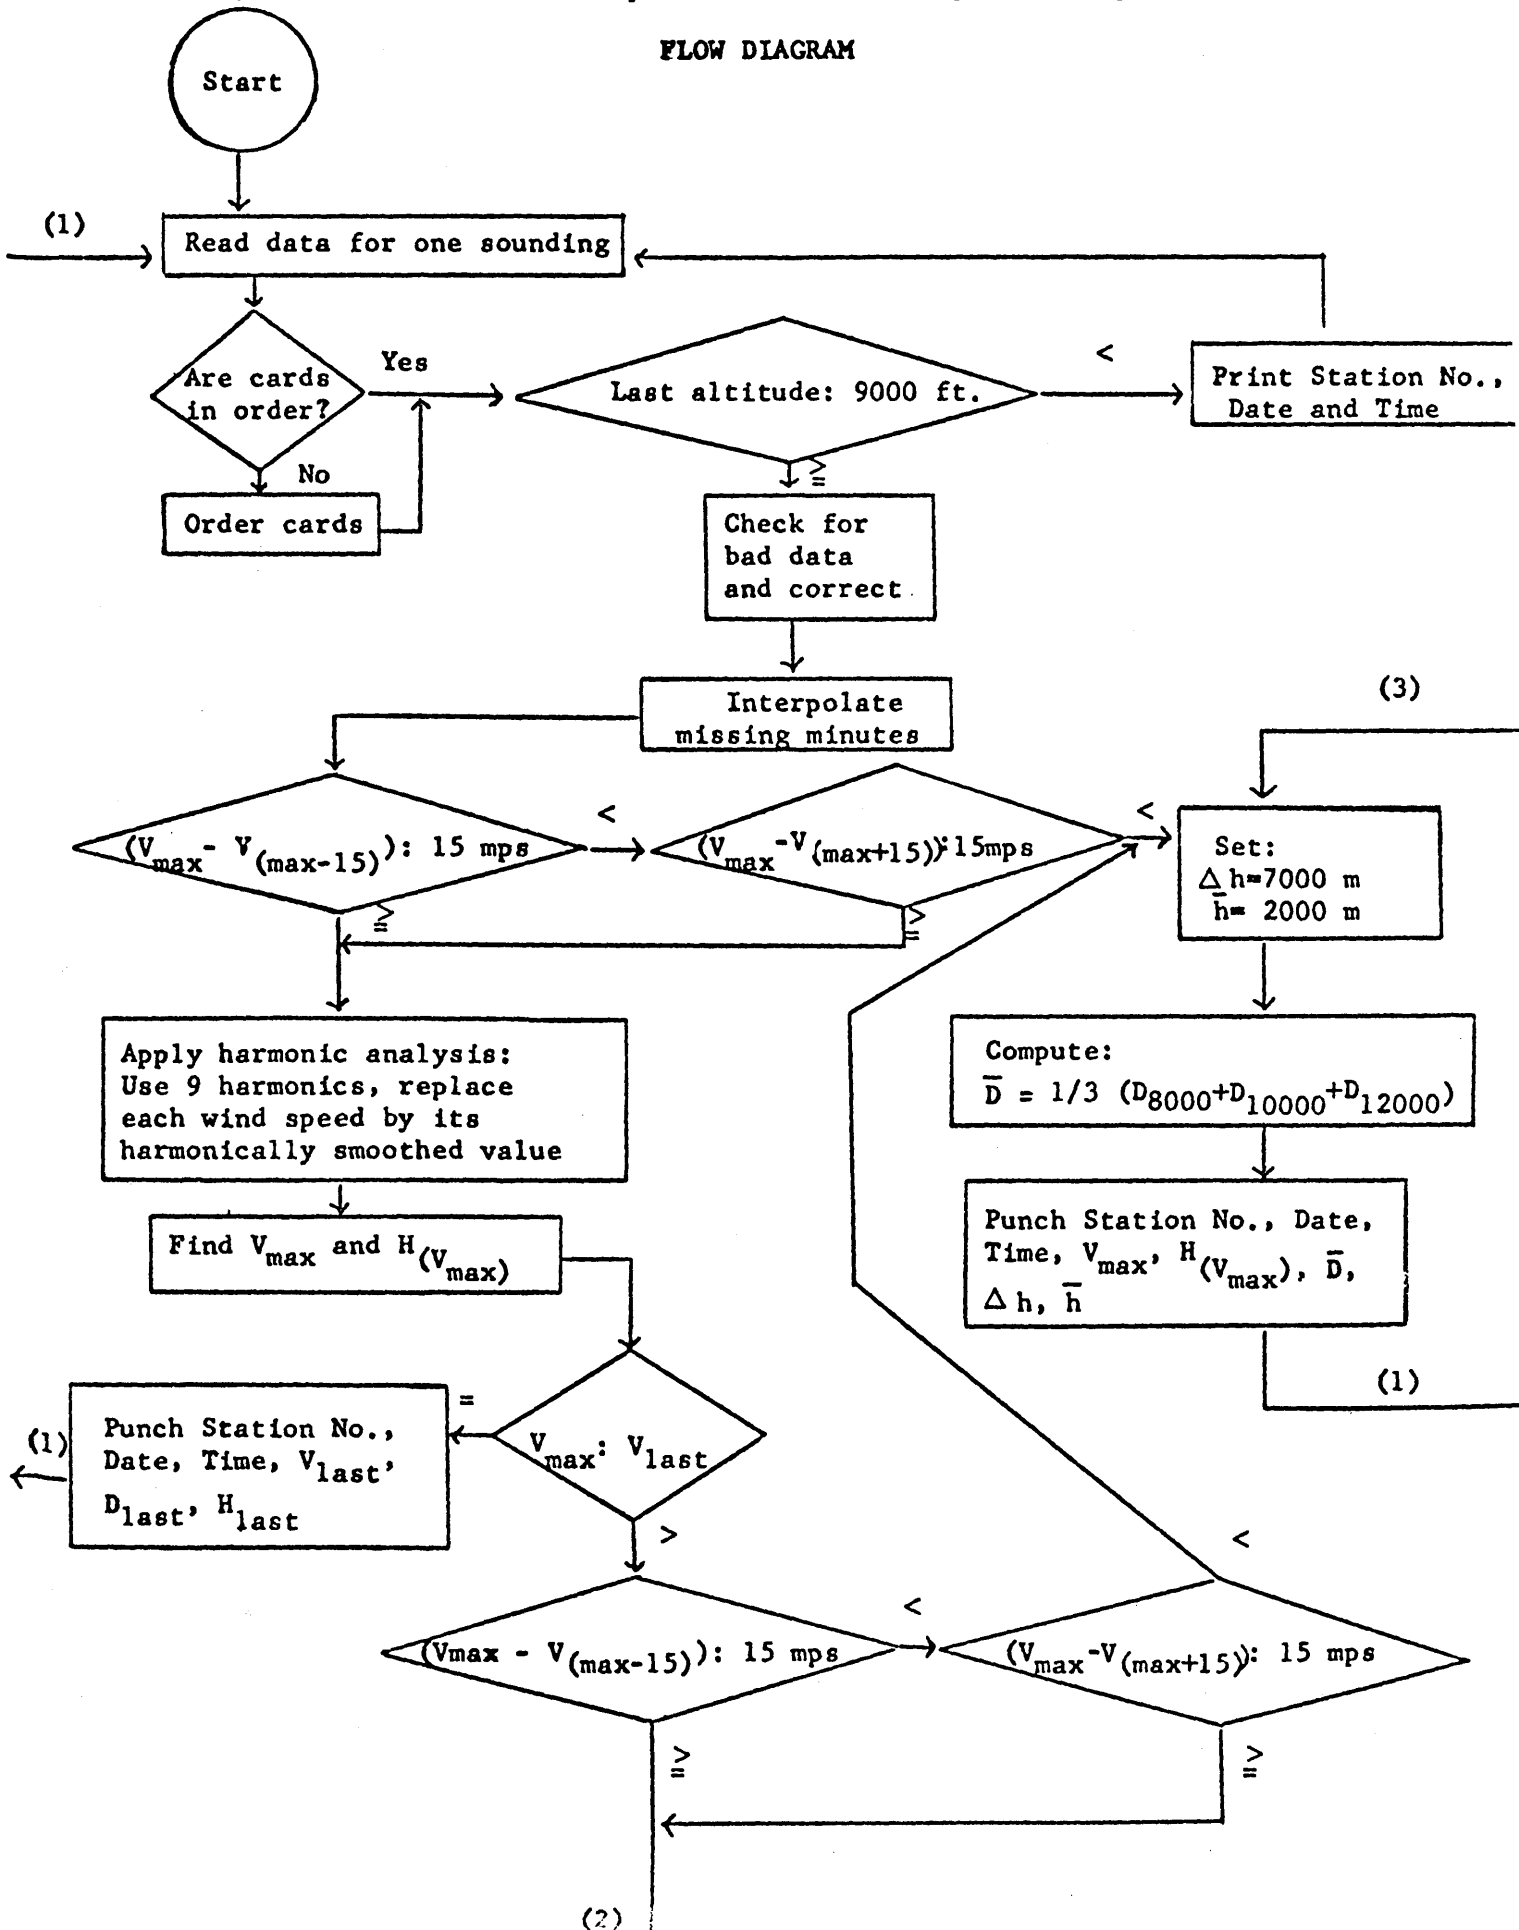 FLOW DIAGRAM
Start
(1)
Read data for one sounding
Are cards
in order?
Yes
No
Order cards
Last altitude: 9000 ft.
<
Print Station No.,
Date and Time
≧
Check for
bad data
and correct
Interpolate
missing minutes
(3)
(Vmax- V(max-15)): 15 mps
<
≧
(Vmax-V(max+15)):15mps
<
≧
Set:
Δ h=7000 m
h̄= 2000 m
Apply harmonic analysis:
Use 9 harmonics, replace
each wind speed by its
harmonically smoothed value
Compute:
D̄ = 1/3 (D8000+D10000+D12000)
Find Vmax and H(Vmax)
Punch Station No., Date,
Time, Vmax, H(Vmax), D̄,
Δ h, h̄
(1)
Vmax: Vlast
=
Punch Station No.,
Date, Time, Vlast,
Dlast, Hlast
(1)
>
(Vmax - V(max-15)): 15 mps
<
(Vmax-V(max+15)): 15 mps
<
≧
≧
(2)